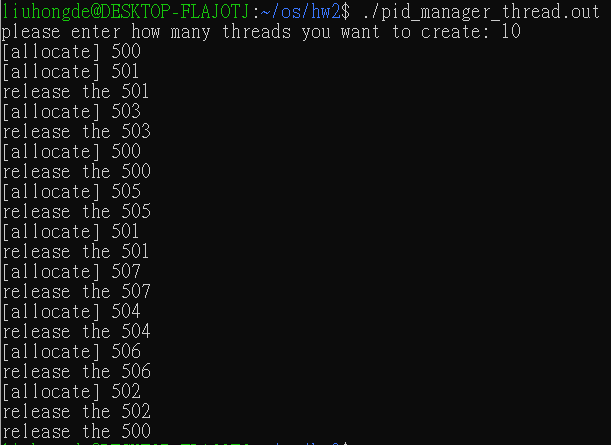 liuhongde@DESKTOP-FLAJOTJ:~/os/hw2$ ./pid_manager_thread.out
please enter how many threads you want to create: 10
[allocate] 500
[allocate] 501
release the 501
[allocate] 503
release the 503
[allocate] 500
release the 500
[allocate] 505
release the 505
[allocate] 501
release the 501
[allocate] 507
release the 507
[allocate] 504
release the 504
[allocate] 506
release the 506
[allocate] 502
release the 502
release the 500